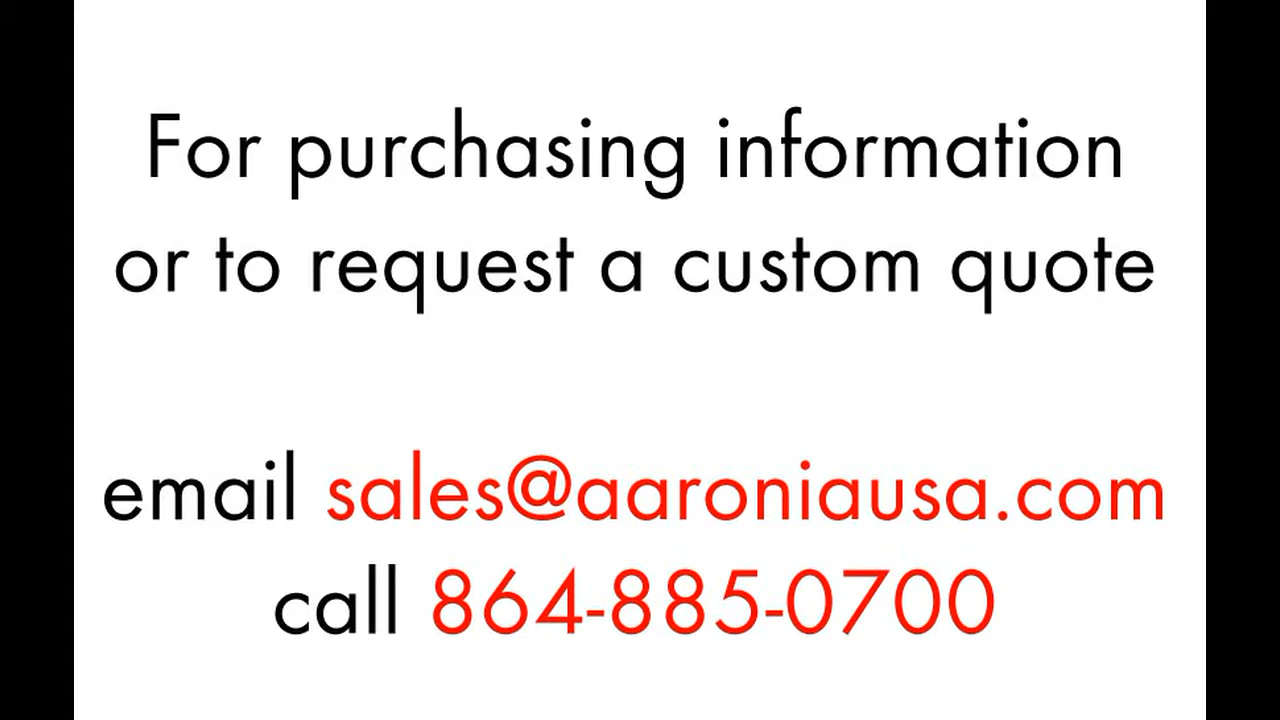 For purchasing information
or to request a custom quote
email sales@aaroniausa.com
call 864-885-0700